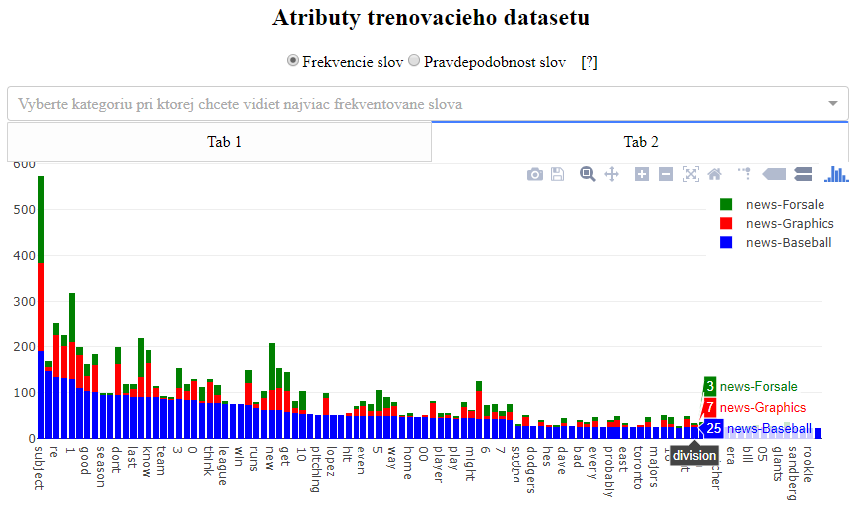 Atributy trenovacieho datasetu
Frekvencie slov Pravdepodobnost slov [?]
Vyberte kategoriu pri ktorej chcete vidiet najviac frekventovane slova
Tab 1 Tab 2
600
500
400
300
200
100
0
news-Forsale
news-Graphics
news-Baseball
3 news-Forsale
7 news-Graphics
25 news-Baseball
division
subject
re
1
good
season
dont
last
know
team
3
0
think
league
win
runs
new
get
10
pitching
lopez
hit
even
5
way
home
00
player
play
might
6
7
dodgers
hes
dave
bad
every
probably
east
toronto
majors
era
bill
05
giants
sandberg
rookie